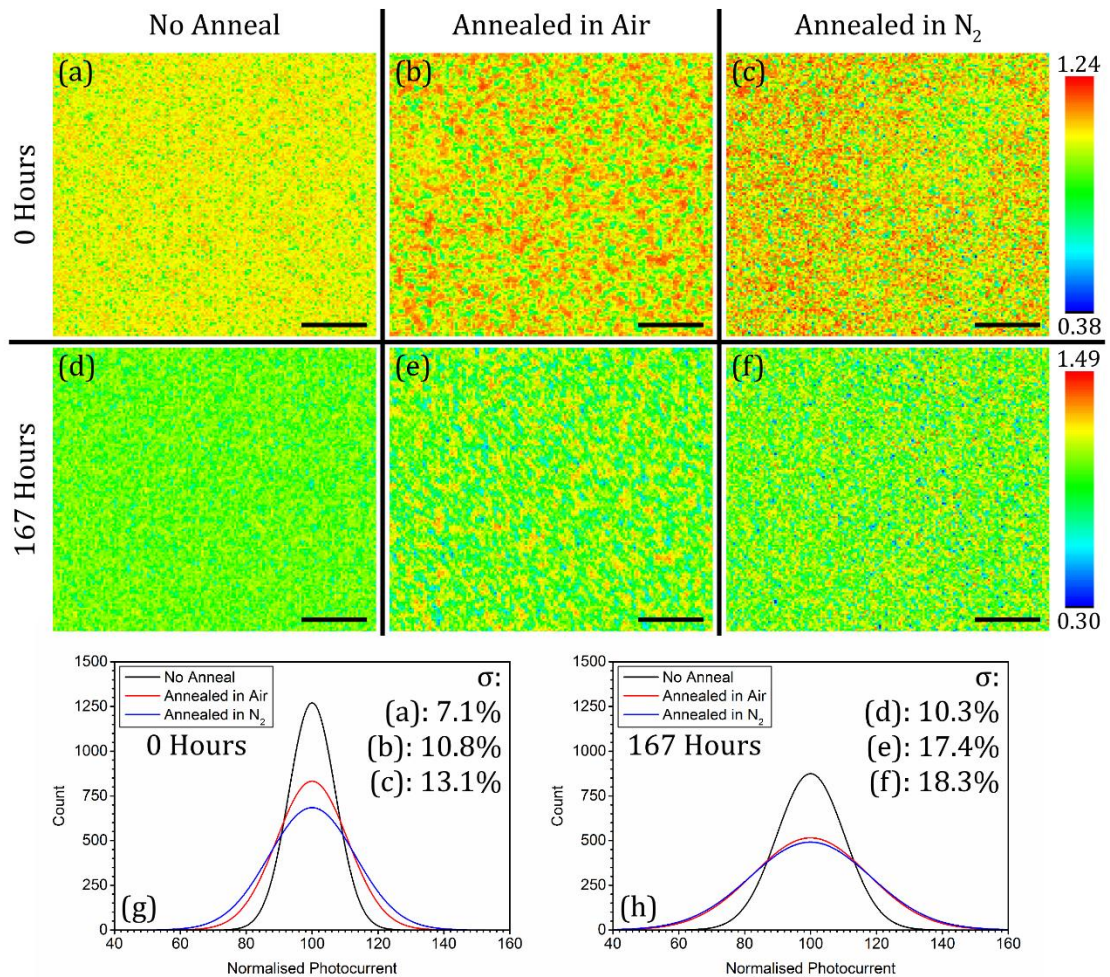 No Anneal
Annealed in Air
Annealed in N₂
0 Hours
(a)
(b)
(c)
1.24
0.38
167 Hours
(d)
(e)
(f)
1.49
0.30
1500
1250
1000
750
500
250
0
Count
No Anneal
Annealed in Air
Annealed in N₂
0 Hours
σ:
(a): 7.1%
(b): 10.8%
(c): 13.1%
(g)
40 60 80 100 120 140 160
Normalised Photocurrent
1500
1250
1000
750
500
250
0
Count
No Anneal
Annealed in Air
Annealed in N₂
167 Hours
σ:
(d): 10.3%
(e): 17.4%
(f): 18.3%
(h)
40 60 80 100 120 140 160
Normalised Photocurrent